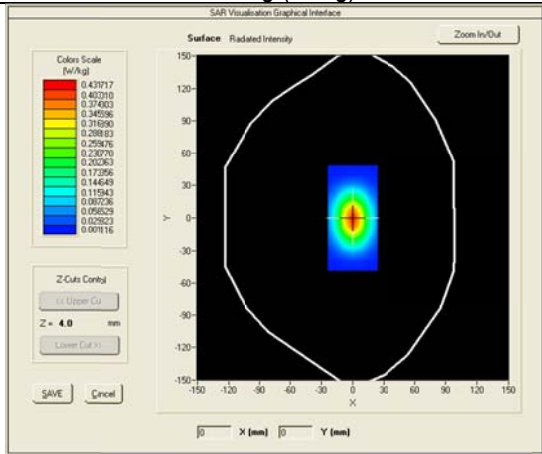 SAR Visualisation Graphical Interface
Surface Radiated Intensity
Zoom In/Out
Colors Scale
(W/kg)
0.431717
0.403010
0.374303
0.345596
0.316890
0.288183
0.259476
0.230770
0.202063
0.173356
0.144649
0.115943
0.087236
0.058529
0.029823
0.001116
150
120
90
60
30
0
-30
-60
-90
-120
-150
Y
-150 -120 -90 -60 -30 0 30 60 90 120 150
X
Z-Cuts Control
<< Upper Cu
Z = 4.0 mm
Lower Cut >>
SAVE
Cancel
0 X (mm) 0 Y (mm)